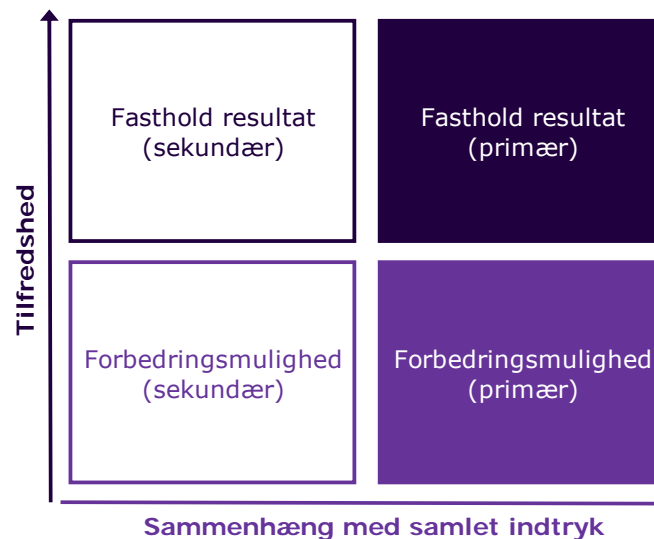 Tilfredshed
Fasthold resultat
(sekundær)
Fasthold resultat
(primær)
Forbedringsmulighed
(sekundær)
Forbedringsmulighed
(primær)
Sammenhæng med samlet indtryk